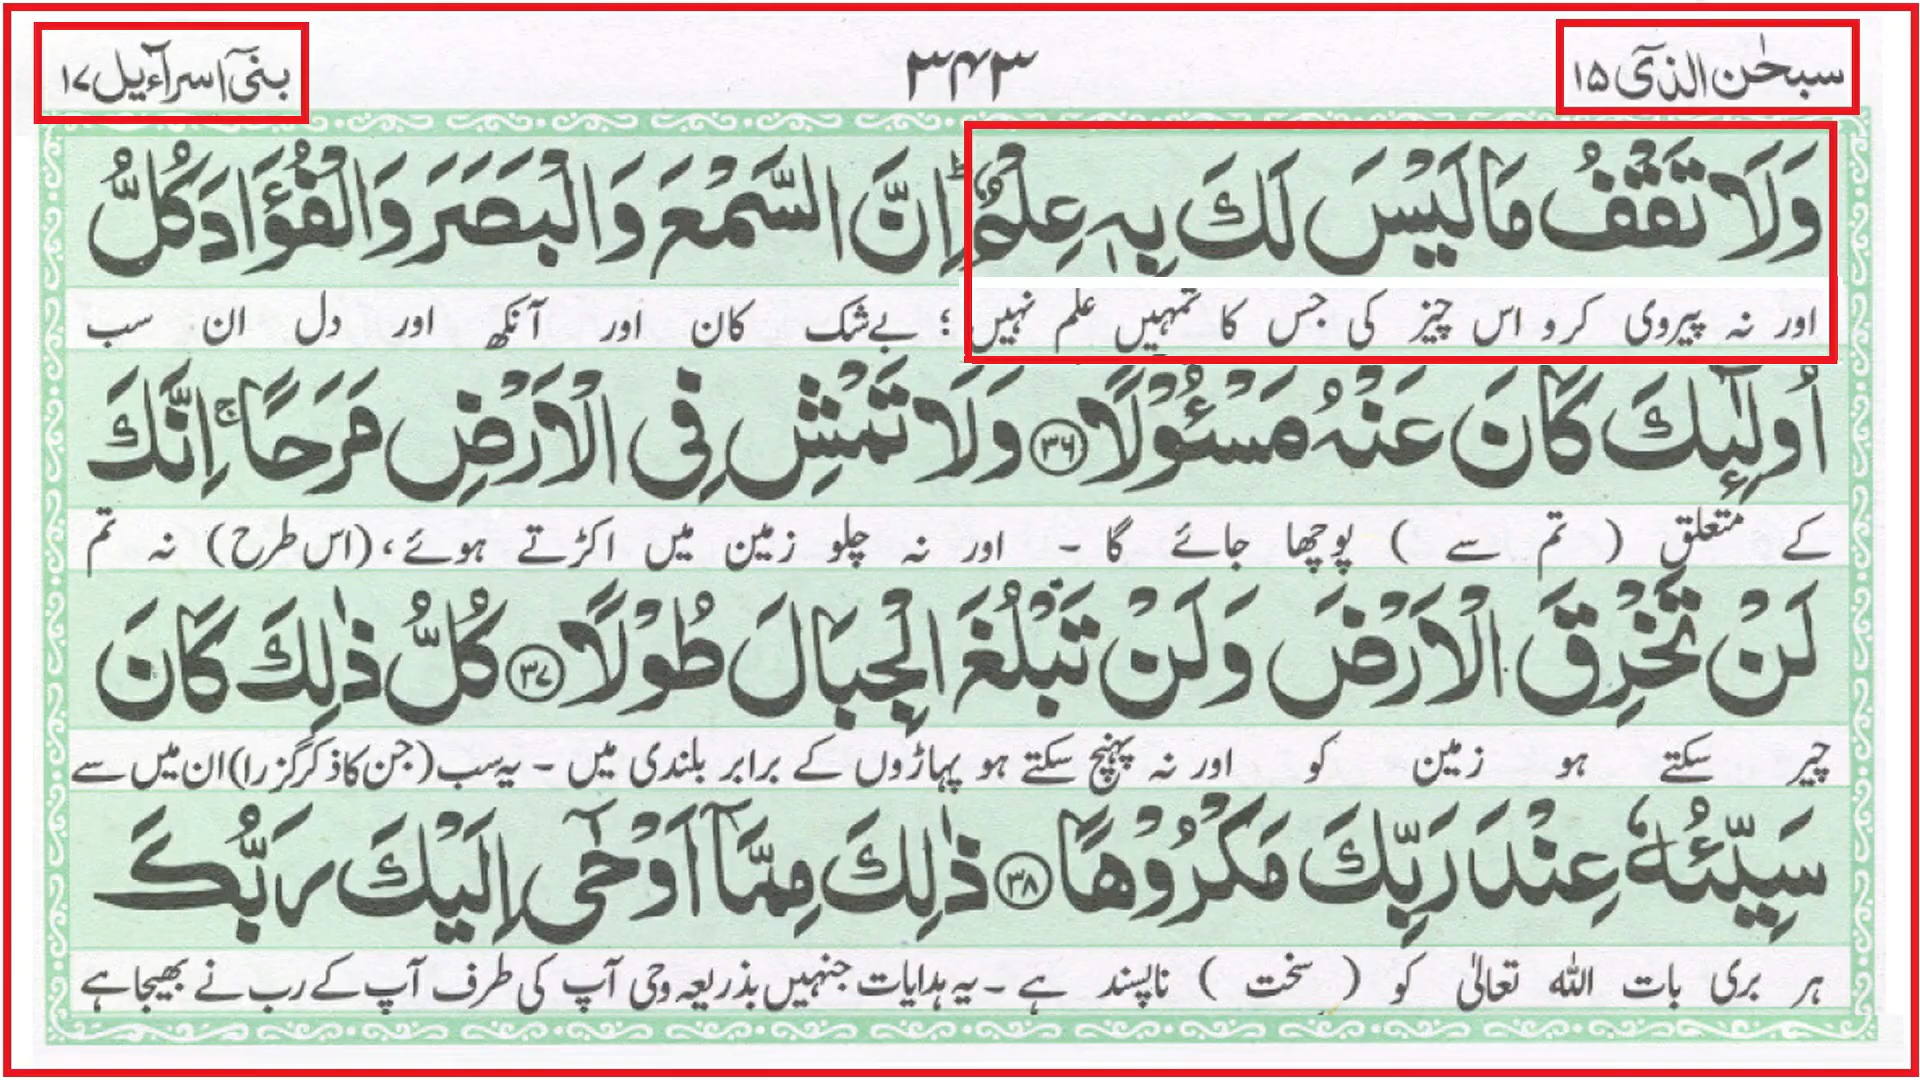 سبحٰن الذیٓ ۱۵
۳۴۳
بنیٓ اسرآءیل ۱۷
وَلَا تَقْفُ مَا لَیْسَ لَكَ بِہٖ عِلْمٌ ؕ اِنَّ السَّمْعَ وَالْبَصَرَ وَالْفُؤَادَ كُلُّ
اور نہ پیروی کرو اس چیز کی جس کا تمہیں علم نہیں ؛ بےشک کان اور آنکھ اور دل ان سب
اُولٰٓئِكَ كَانَ عَنْہُ مَسْئُوْلًا ﴿۳۶﴾ وَلَا تَمْشِ فِی الْاَرْضِ مَرَحًا ۚ اِنَّكَ
کے متعلق ( تم سے ) پوچھا جائے گا ۔ اور نہ چلو زمین میں اکڑتے ہوئے، (اس طرح) نہ تم
لَنْ تَخْرِقَ الْاَرْضَ وَلَنْ تَبْلُغَ الْجِبَالَ طُوْلًا ﴿۳۷﴾ كُلُّ ذٰلِكَ كَانَ
چیر سکتے ہو زمین کو اور نہ پہنچ سکتے ہو پہاڑوں کے برابر بلندی میں ۔ یہ سب (جن کا ذکر گزرا) ان میں سے
سَیِّئُہٗ عِنْدَ رَبِّكَ مَكْرُوْھًا ﴿۳۸﴾ ذٰلِكَ مِمَّاۤ اَوْحٰۤی اِلَیْكَ رَبُّكَ
ہر بری بات اللہ تعالیٰ کو ( سخت ) ناپسند ہے ۔ یہ ہدایات جنہیں بذریعہ وحی آپ کی طرف آپ کے رب نے بھیجا ہے